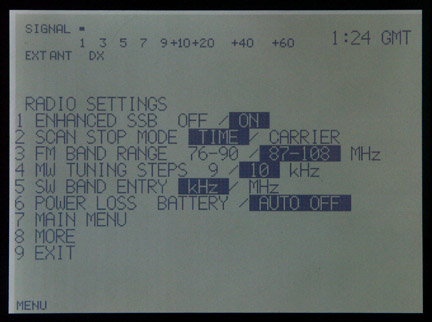 SIGNAL
1 3 5 7 9 +10 +20 +40 +60
1:24 GMT
EXT ANT DX
RADIO SETTINGS
1 ENHANCED SSB OFF / ON
2 SCAN STOP MODE TIME / CARRIER
3 FM BAND RANGE 76-90 / 87-108 MHz
4 MW TUNING STEPS 9 / 10 kHz
5 SW BAND ENTRY kHz / MHz
6 POWER LOSS BATTERY / AUTO OFF
7 MAIN MENU
8 MORE
9 EXIT
MENU